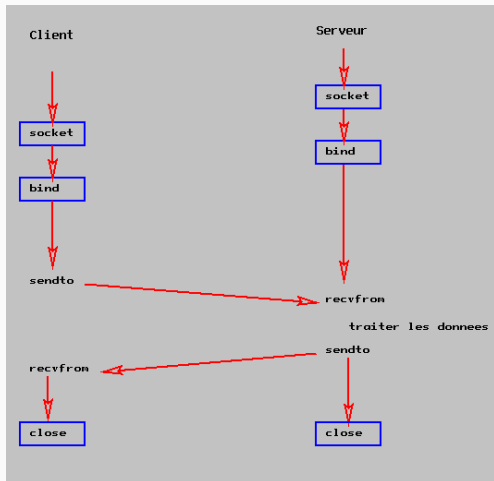 Client
Serveur
socket
socket
bind
bind
sendto
recvfrom
traiter les donnees
sendto
recvfrom
close
close